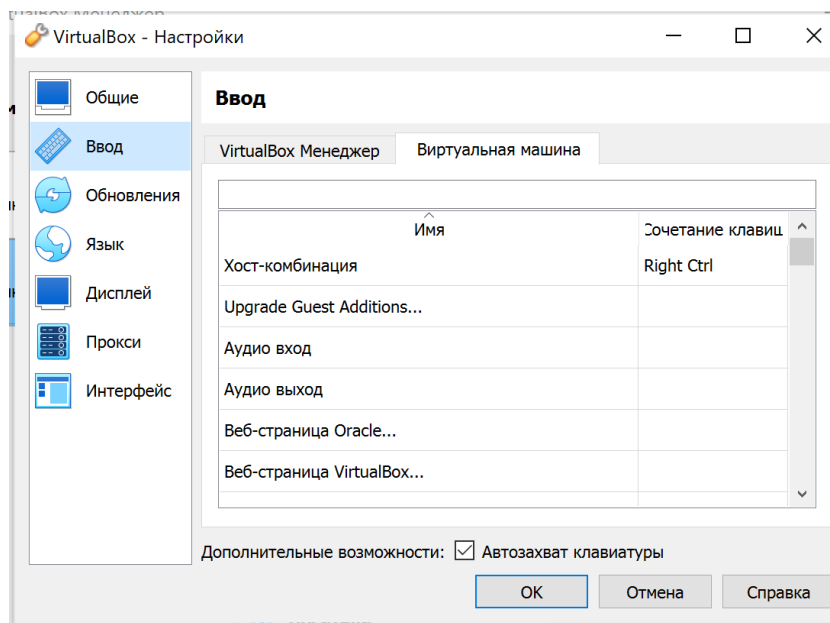 VirtualBox - Настройки
Общие
Ввод
Обновления
Язык
Дисплей
Прокси
Интерфейс
Ввод
VirtualBox Менеджер
Виртуальная машина
Имя
Сочетание клавиш
Хост-комбинация
Right Ctrl
Upgrade Guest Additions...
Аудио вход
Аудио выход
Веб-страница Oracle...
Веб-страница VirtualBox...
Дополнительные возможности:
Автозахват клавиатуры
OK
Отмена
Справка